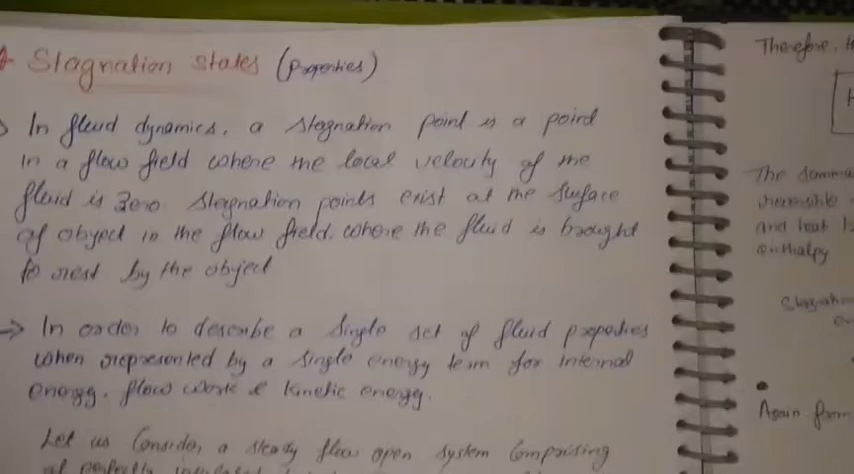 Stagnation states (Properties)
In fluid dynamics, a stagnation point is a point
in a flow field where the local velocity of the
fluid is zero. Stagnation points exist at the surface
of object in the flow field. where the fluid is brought
to rest by the object
→ In order to describe a single set of fluid properties
when represented by a single energy term for internal
energy, flow work & kinetic energy.
Let us Consider a steady flow open system Comprising
of perfectly
Therefore,
H
The
and heat
enthalpy
Again from